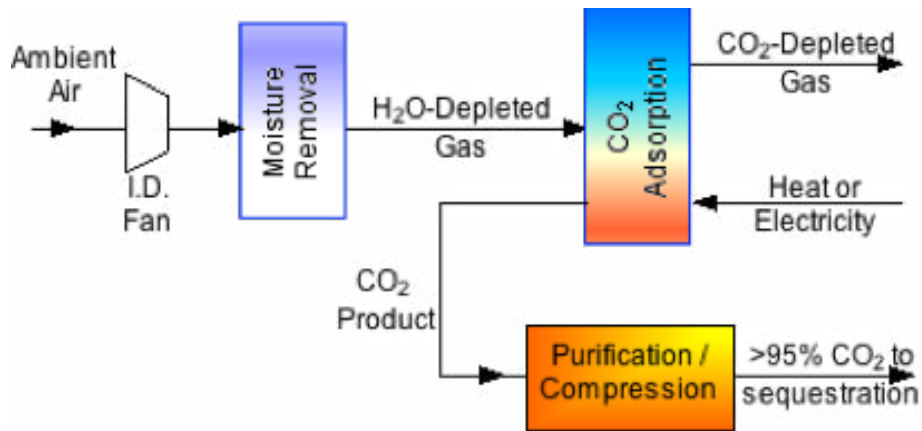 Ambient
Air
I.D.
Fan
Moisture
Removal
H₂O-Depleted
Gas
CO₂
Adsorption
CO₂-Depleted
Gas
Heat or
Electricity
CO₂
Product
Purification /
Compression
>95% CO₂ to
sequestration